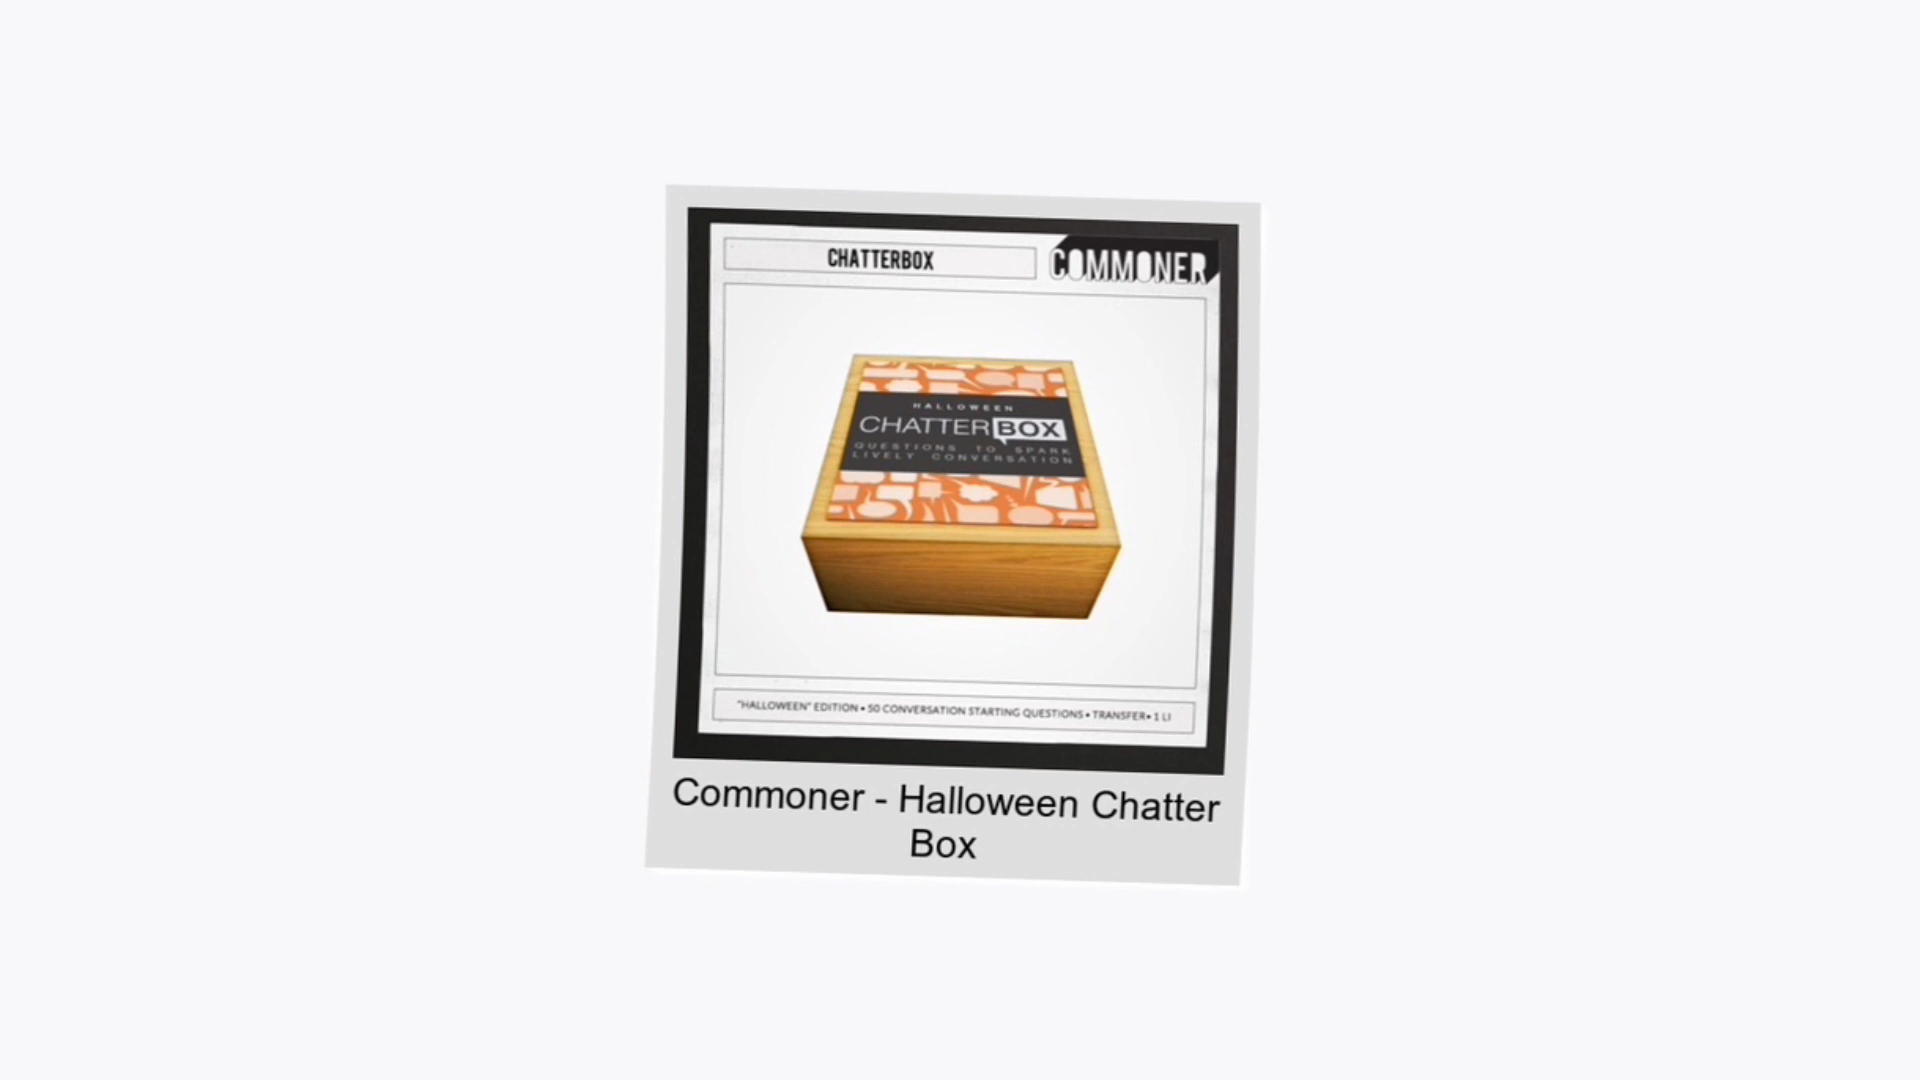 CHATTERBOX
COMMONER
HALLOWEEN
CHATTERBOX
QUESTIONS TO SPARK
LIVELY CONVERSATION
"HALLOWEEN" EDITION • 50 CONVERSATION STARTING QUESTIONS • TRANSFER • 1 LI
Commoner - Halloween Chatter
Box